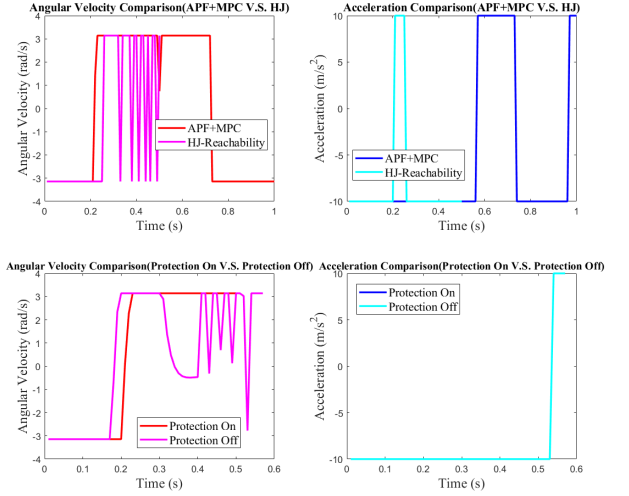 Angular Velocity Comparison(APF+MPC V.S. HJ)
4
3
2
1
0
-1
-2
-3
-4
Angular Velocity (rad/s)
APF+MPC
HJ-Reachability
0
0.2
0.4
0.6
0.8
1
Time (s)
Acceleration Comparison(APF+MPC V.S. HJ)
10
5
0
-5
-10
Acceleration (m/s²)
APF+MPC
HJ-Reachability
0
0.2
0.4
0.6
0.8
1
Time (s)
Angular Velocity Comparison(Protection On V.S. Protection Off)
4
3
2
1
0
-1
-2
-3
-4
Angular Velocity (rad/s)
Protection On
Protection Off
0
0.1
0.2
0.3
0.4
0.5
0.6
Time (s)
Acceleration Comparison(Protection On V.S. Protection Off)
10
5
0
-5
-10
Acceleration (m/s²)
Protection On
Protection Off
0
0.1
0.2
0.3
0.4
0.5
0.6
Time (s)